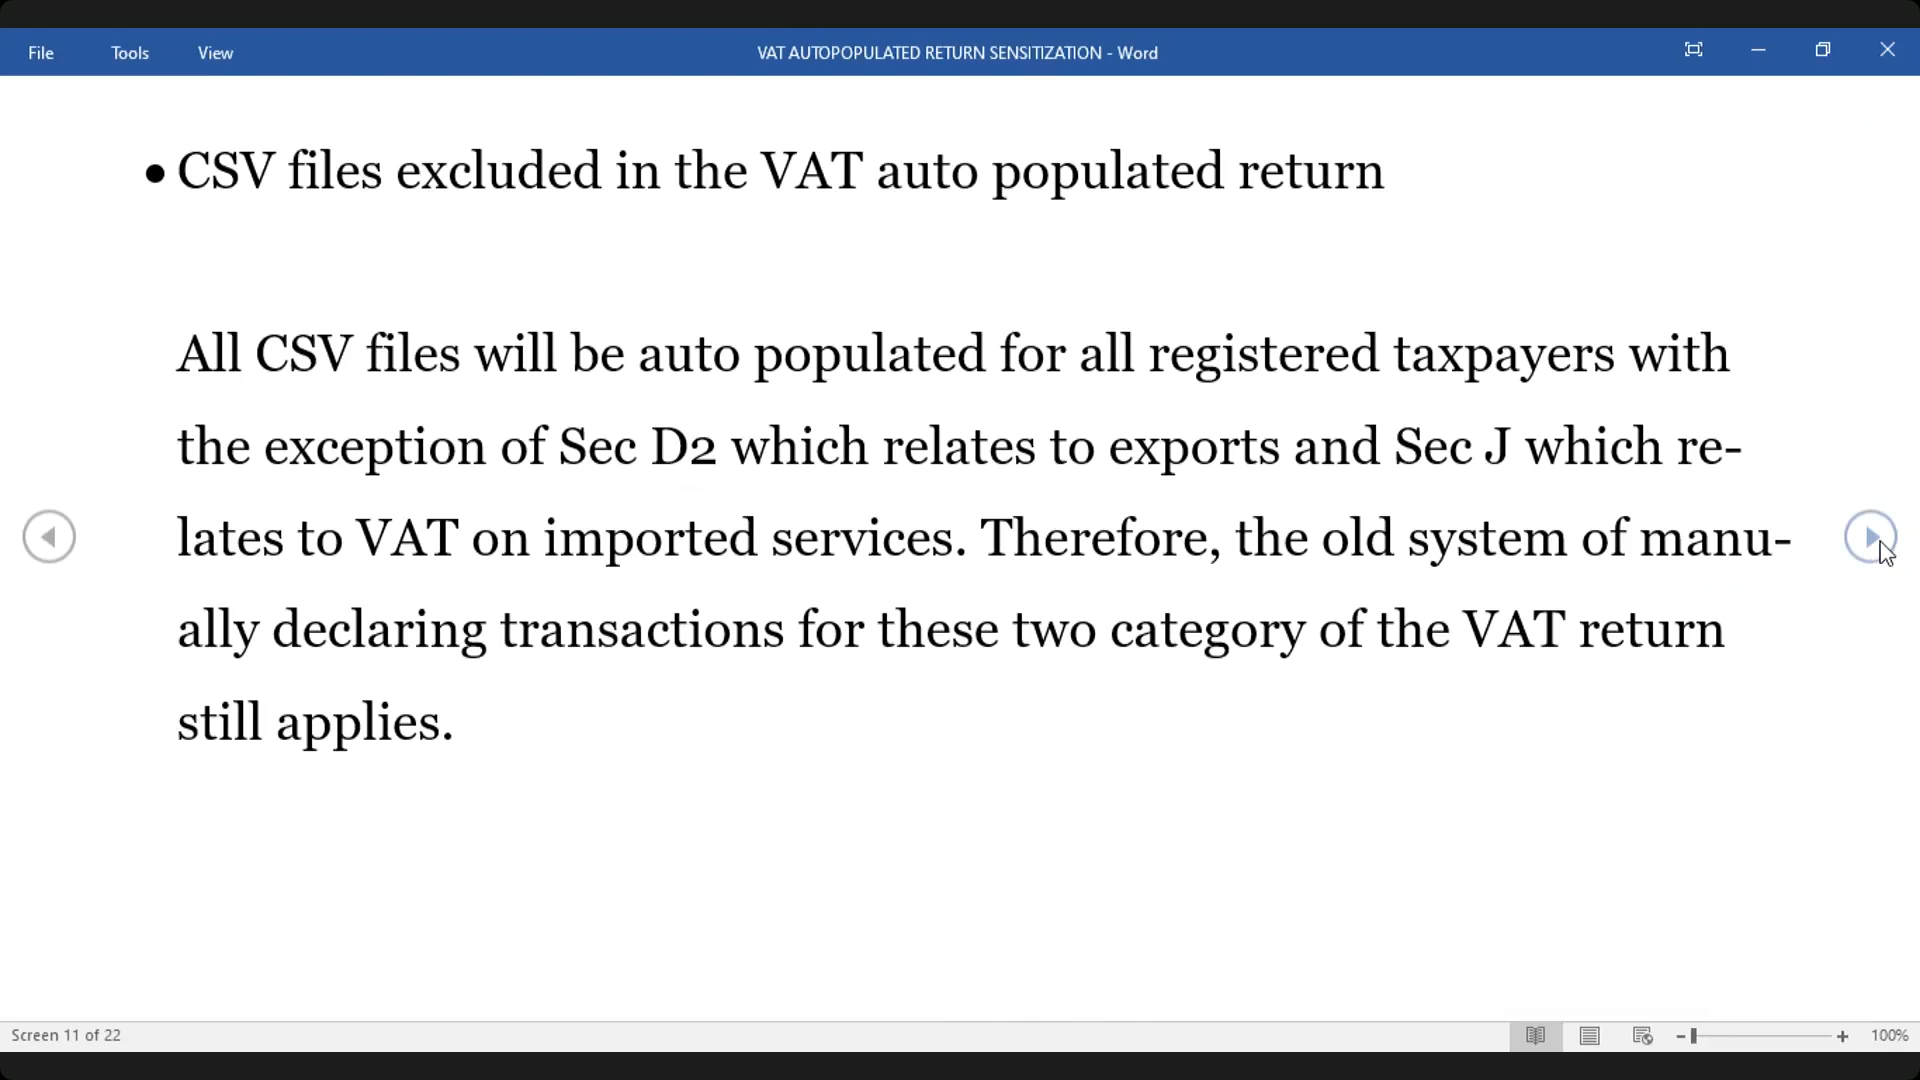 File Tools View VAT AUTOPOPULATED RETURN SENSITIZATION - Word
• CSV files excluded in the VAT auto populated return
All CSV files will be auto populated for all registered taxpayers with
the exception of Sec D2 which relates to exports and Sec J which re-
lates to VAT on imported services. Therefore, the old system of manu-
ally declaring transactions for these two category of the VAT return
still applies.
Screen 11 of 22 100%